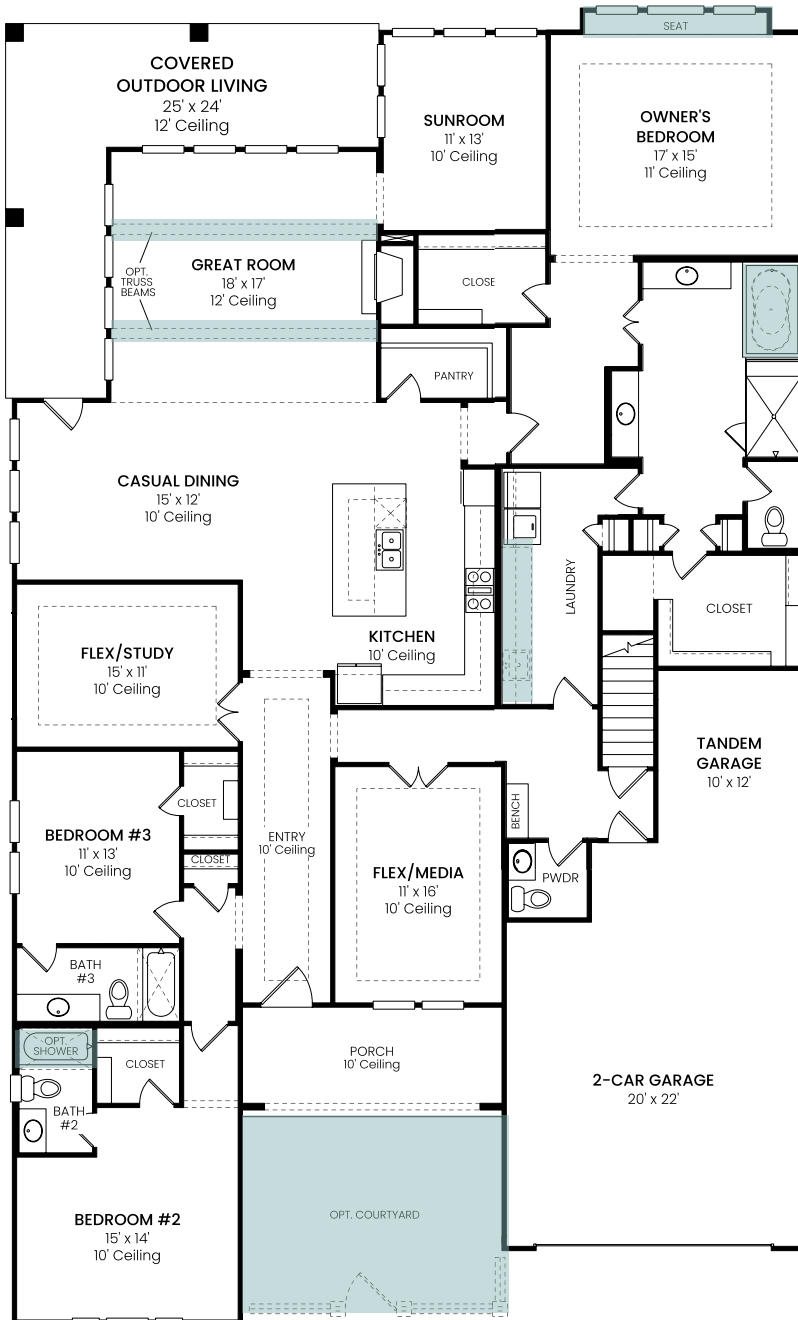 SEAT
COVERED
OUTDOOR LIVING
25' x 24'
12' Ceiling
SUNROOM
11' x 13'
10' Ceiling
OWNER'S
BEDROOM
17' x 15'
11' Ceiling
OPT.
TRUSS
BEAMS
GREAT ROOM
18' x 17'
12' Ceiling
CLOSE
PANTRY
CASUAL DINING
15' x 12'
10' Ceiling
KITCHEN
10' Ceiling
LAUNDRY
CLOSET
FLEX/STUDY
15' x 11'
10' Ceiling
TANDEM
GARAGE
10' x 12'
CLOSET
BEDROOM #3
11' x 13'
10' Ceiling
CLOSET
ENTRY
10' Ceiling
FLEX/MEDIA
11' x 16'
10' Ceiling
BENCH
PWDR
BATH
#3
OPT.
SHOWER
CLOSET
BATH
#2
PORCH
10' Ceiling
2-CAR GARAGE
20' x 22'
BEDROOM #2
15' x 14'
10' Ceiling
OPT. COURTYARD